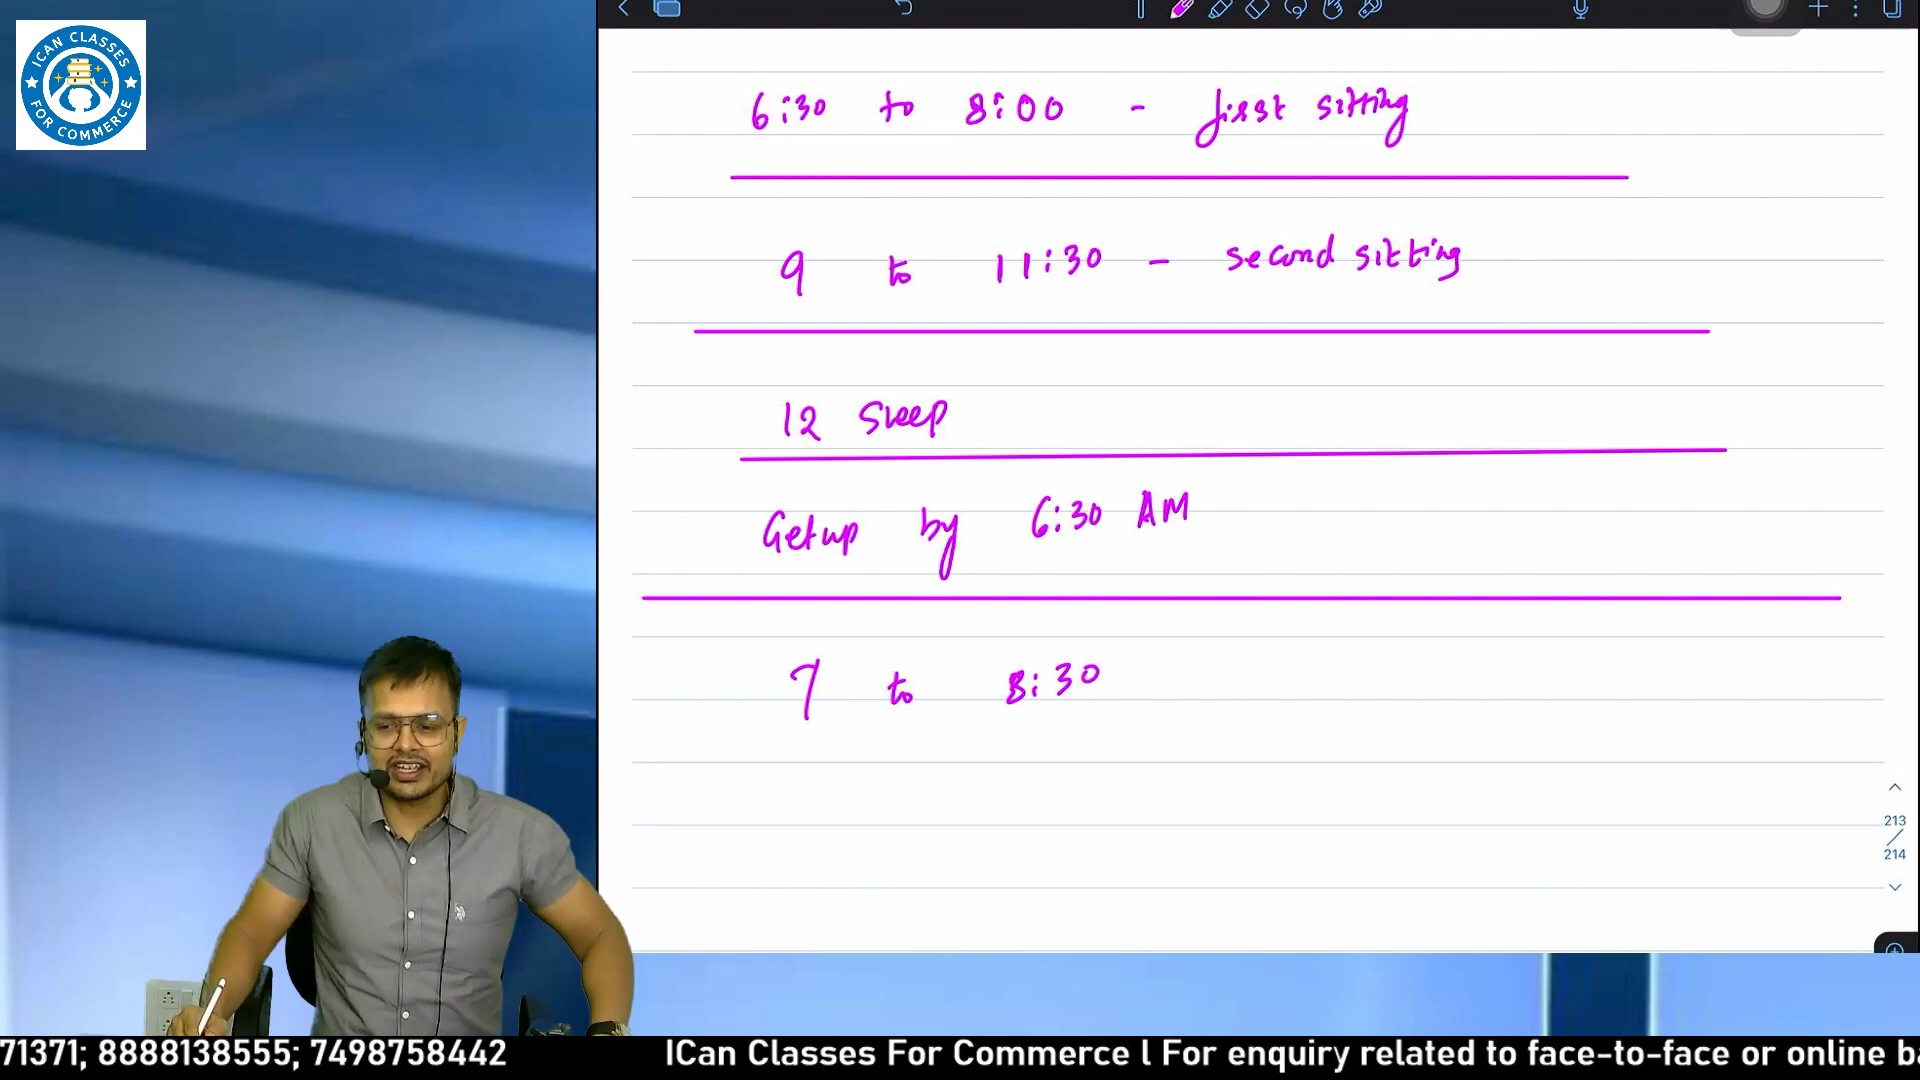 ICAN CLASSES
FOR COMMERCE
6:30 to 8:00 - first sitting
9 to 11:30 - second sitting
12 Sleep
Getup by 6:30 AM
7 to 8:30
213
214
71371; 8888138555; 7498758442 ICan Classes For Commerce l For enquiry related to face-to-face or online ba